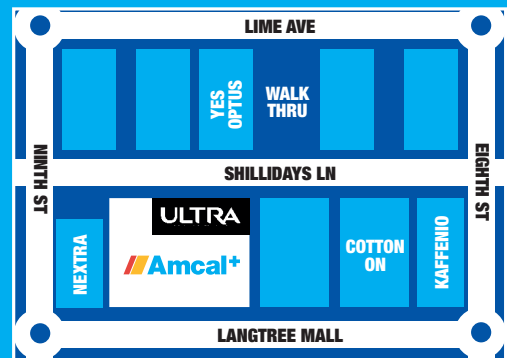 LIME AVE
YES
OPTUS
WALK
THRU
NINTH ST
EIGHTH ST
SHILLIDAYS LN
ULTRA
NEXTRA
Amcal+
COTTON
ON
KAFFENIO
LANGTREE MALL